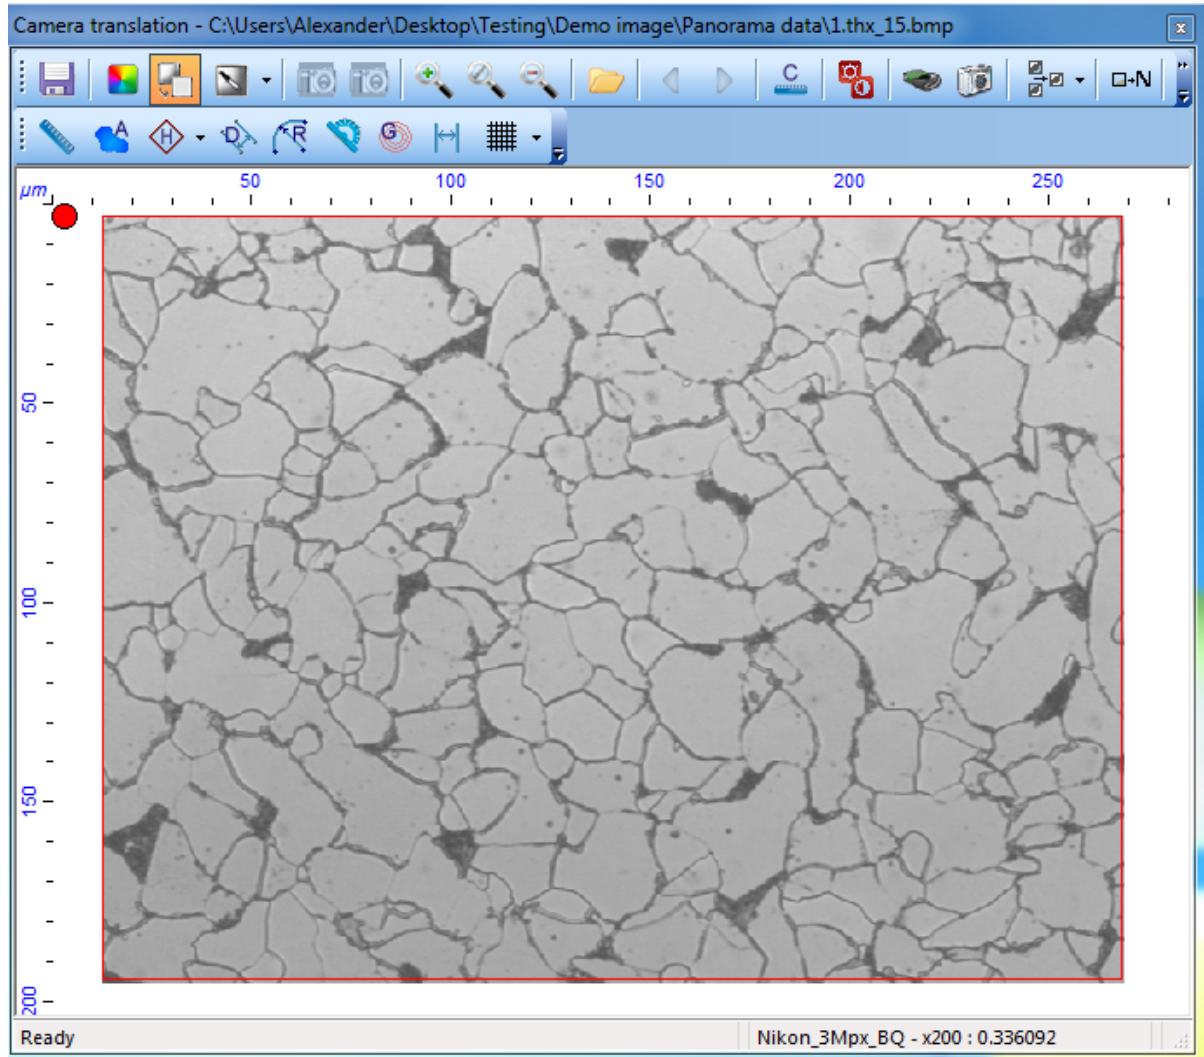 Camera translation - C:\Users\Alexander\Desktop\Testing\Demo image\Panorama data\1.thx_15.bmp
C
N
A
H
D
R
G
µm
50
100
150
200
250
50
100
150
200
Ready
Nikon_3Mpx_BQ - x200 : 0.336092